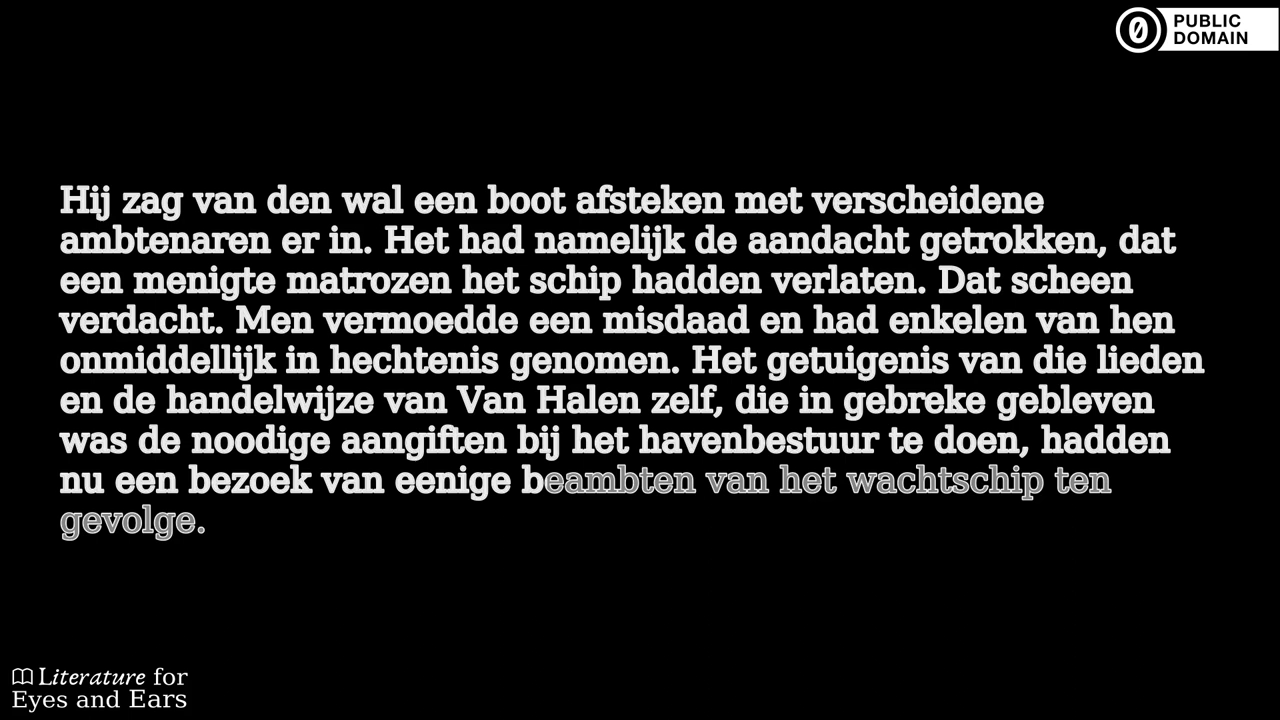 PUBLIC
DOMAIN
Hij zag van den wal een boot afsteken met verscheidene
ambtenaren er in. Het had namelijk de aandacht getrokken, dat
een menigte matrozen het schip hadden verlaten. Dat scheen
verdacht. Men vermoedde een misdaad en had enkelen van hen
onmiddellijk in hechtenis genomen. Het getuigenis van die lieden
en de handelwijze van Van Halen zelf, die in gebreke gebleven
was de noodige aangiften bij het havenbestuur te doen, hadden
nu een bezoek van eenige beambten van het wachtschip ten
gevolge.
Literature for
Eyes and Ears